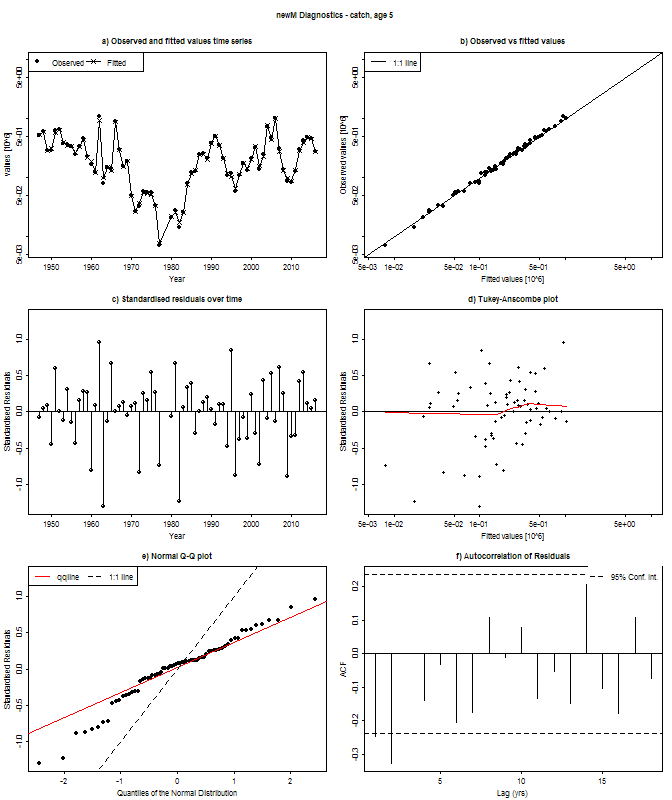 newM Diagnostics - catch, age 5
a) Observed and fitted values time series
Observed
Fitted
values [10^6]
5e-03
5e-02
5e-01
5e+00
1950
1960
1970
1980
1990
2000
2010
Year
b) Observed vs fitted values
1:1 line
Observed values [10^6]
5e-03
5e-02
5e-01
5e+00
5e-03
1e-02
5e-02
1e-01
5e-01
5e+00
Fitted values [10^6]
c) Standardised residuals over time
Standardised Residuals
-1.0
0.0
0.5
1.0
1950
1960
1970
1980
1990
2000
2010
Year
d) Tukey-Anscombe plot
Standardised Residuals
-1.0
0.0
0.5
1.0
5e-03
1e-02
5e-02
1e-01
5e-01
5e+00
Fitted values [10^6]
e) Normal Q-Q plot
qqline
1:1 line
Standardised Residuals
-1.0
0.0
0.5
1.0
-2
-1
0
1
2
Quantiles of the Normal Distribution
f) Autocorrelation of Residuals
95% Conf. Int.
ACF
-0.3
-0.2
-0.1
0.0
0.1
0.2
5
10
15
Lag (yrs)